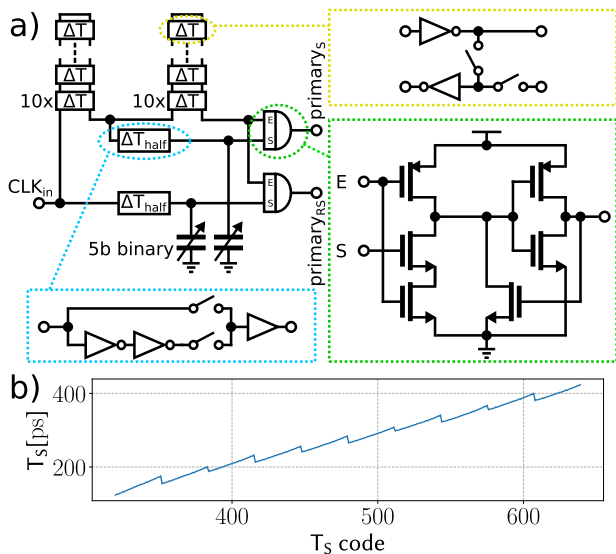 a)
ΔT ΔT
ΔT ΔT
10x ΔT 10x ΔT
primary_S
E
S
ΔT_half
CLK_in
ΔT_half
E
S
primary_RS
5b binary
E
S
b)
T_S[ps]
400
200
400 500 600
T_S code